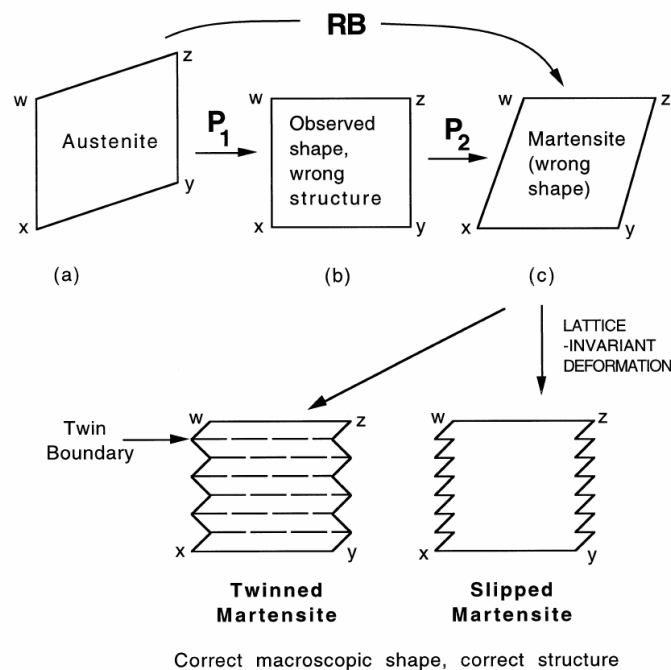 RB
z
w
Austenite
y
x
P1
w
z
Observed
shape,
wrong
structure
x
y
P2
w
z
Martensite
(wrong
shape)
x
y
(a)
(b)
(c)
LATTICE
-INVARIANT
DEFORMATION
Twin
Boundary
w
z
x
y
w
z
x
y
Twinned
Martensite
Slipped
Martensite
Correct macroscopic shape, correct structure